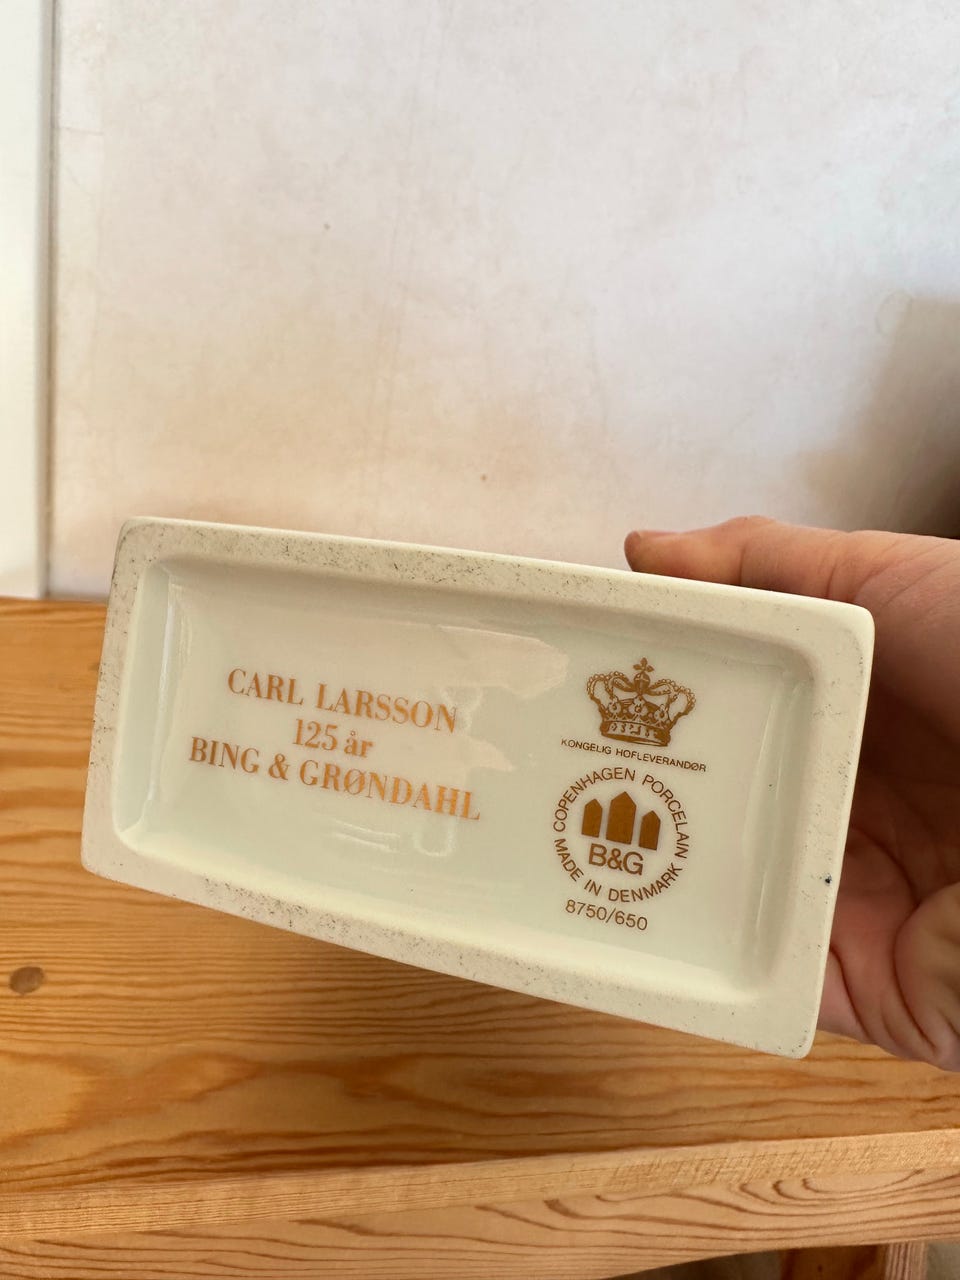 CARL LARSSON
125 år
BING & GRØNDAHL
KONGELIG HOFLEVERANDØR
COPENHAGEN PORCELAIN
B&G
MADE IN DENMARK
8750/650